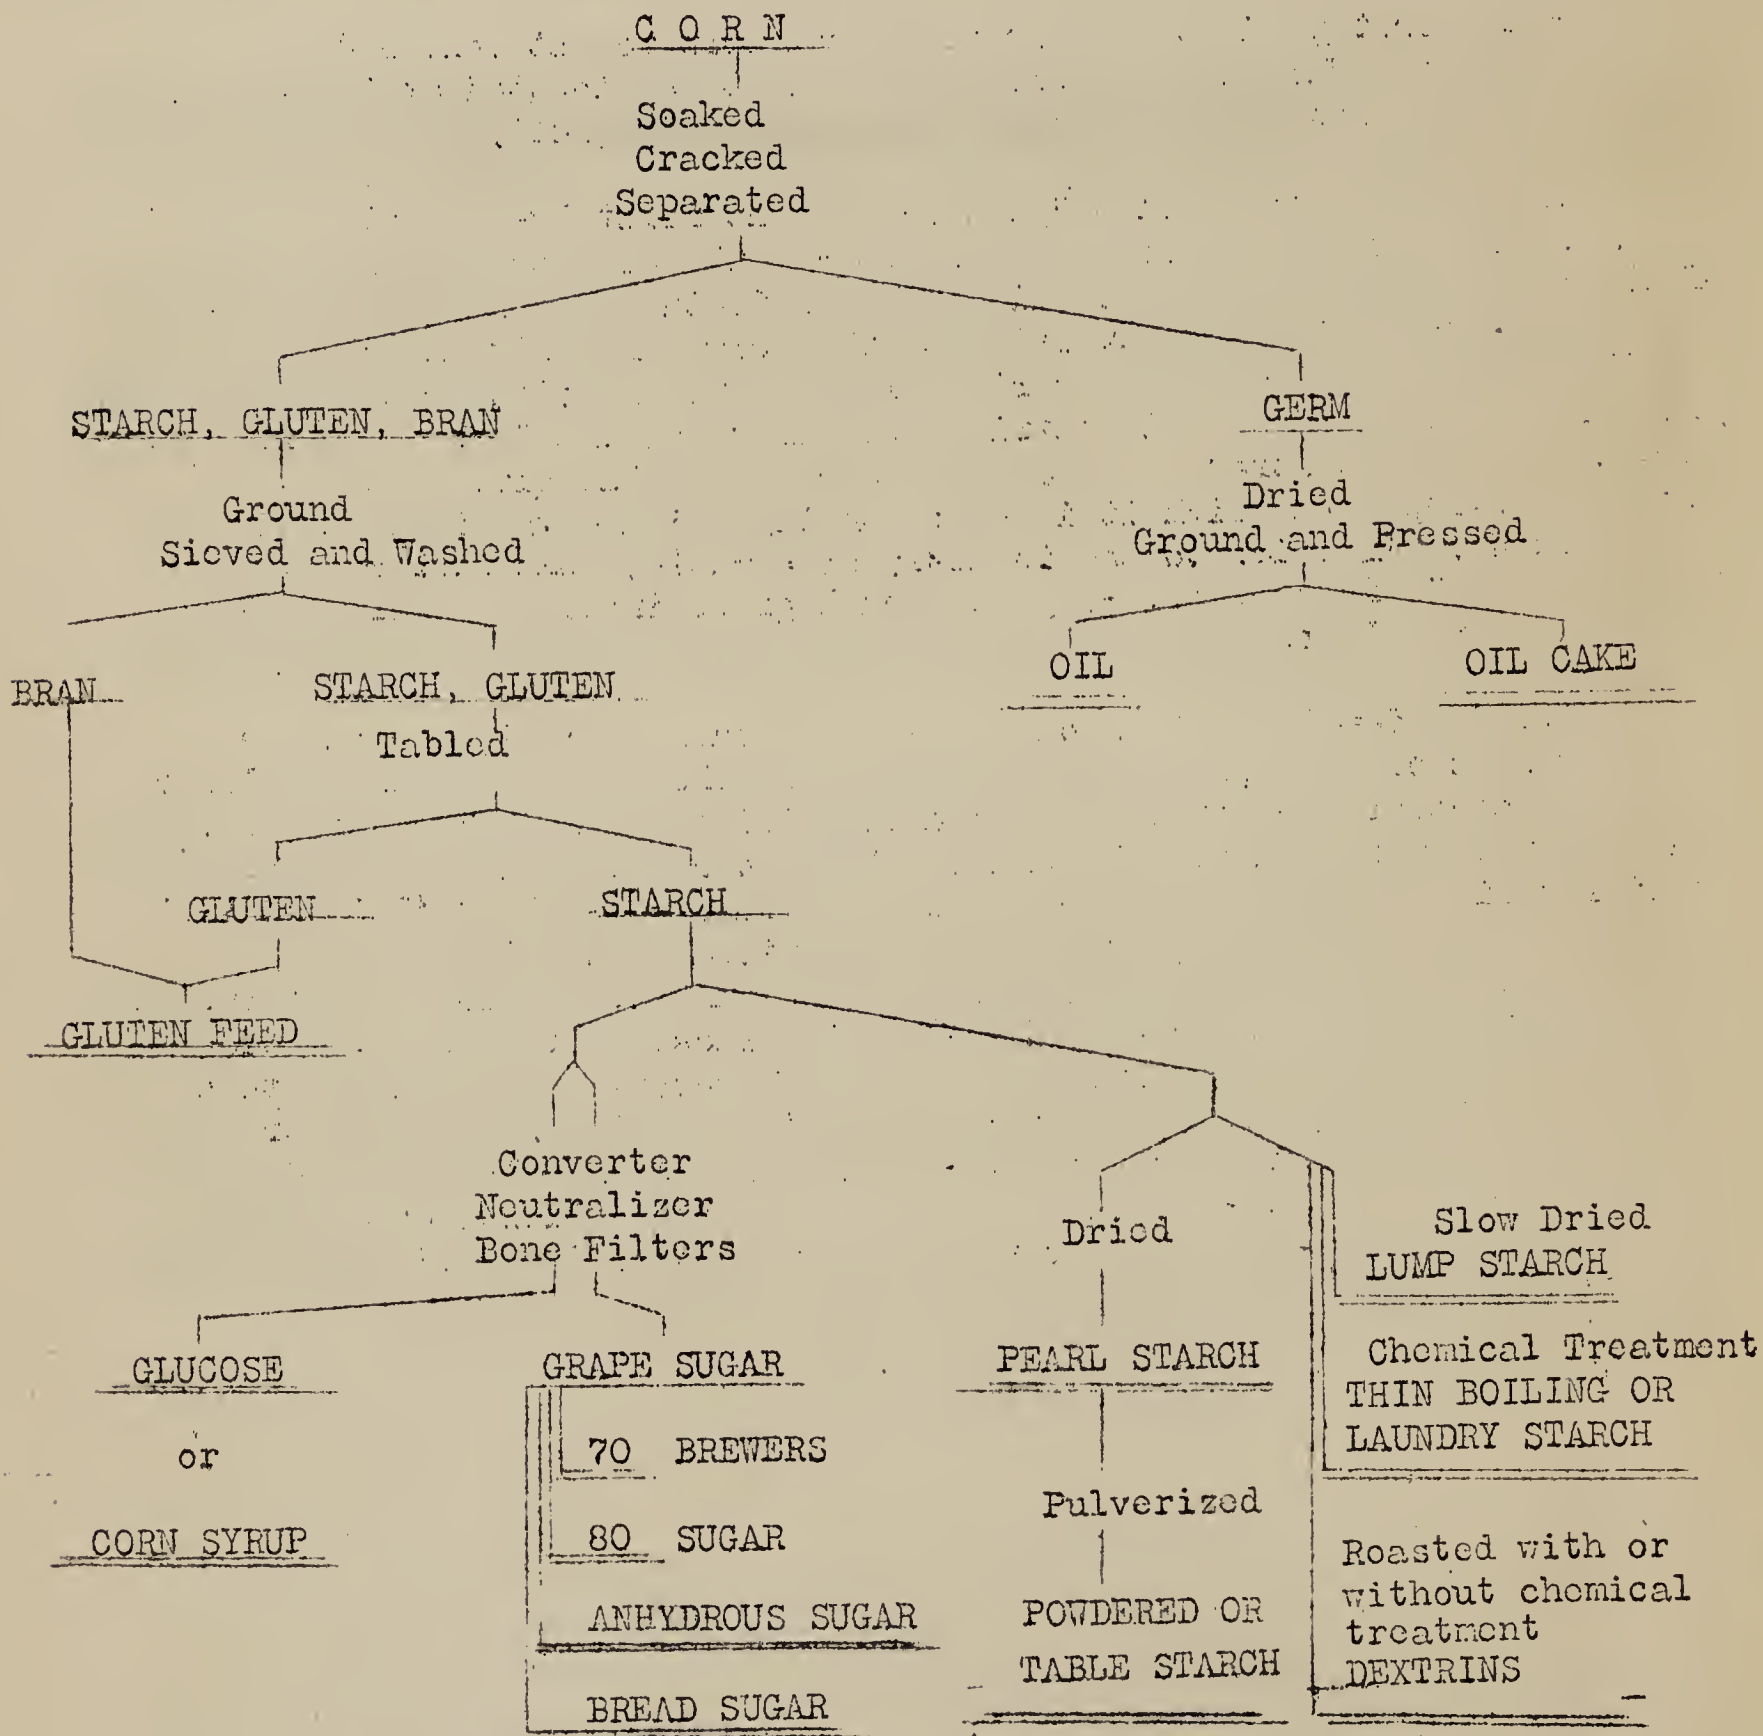 CORN
Soaked
Cracked
Separated
STARCH, GLUTEN, BRAN
GERM
Ground
Sieved and Washed
Dried
Ground and Pressed
BRAN
STARCH, GLUTEN
OIL
OIL CAKE
Tabled
GLUTEN
STARCH
GLUTEN FEED
Converter
Neutralizer
Bone Filters
Dried
Slow Dried
LUMP STARCH
GLUCOSE
or
CORN SYRUP
GRAPE SUGAR
70 BREWERS
80 SUGAR
ANHYDROUS SUGAR
BREAD SUGAR
PEARL STARCH
Pulverized
POWDERED OR
TABLE STARCH
Chemical Treatment
THIN BOILING OR
LAUNDRY STARCH
Roasted with or
without chemical
treatment
DEXTRINS